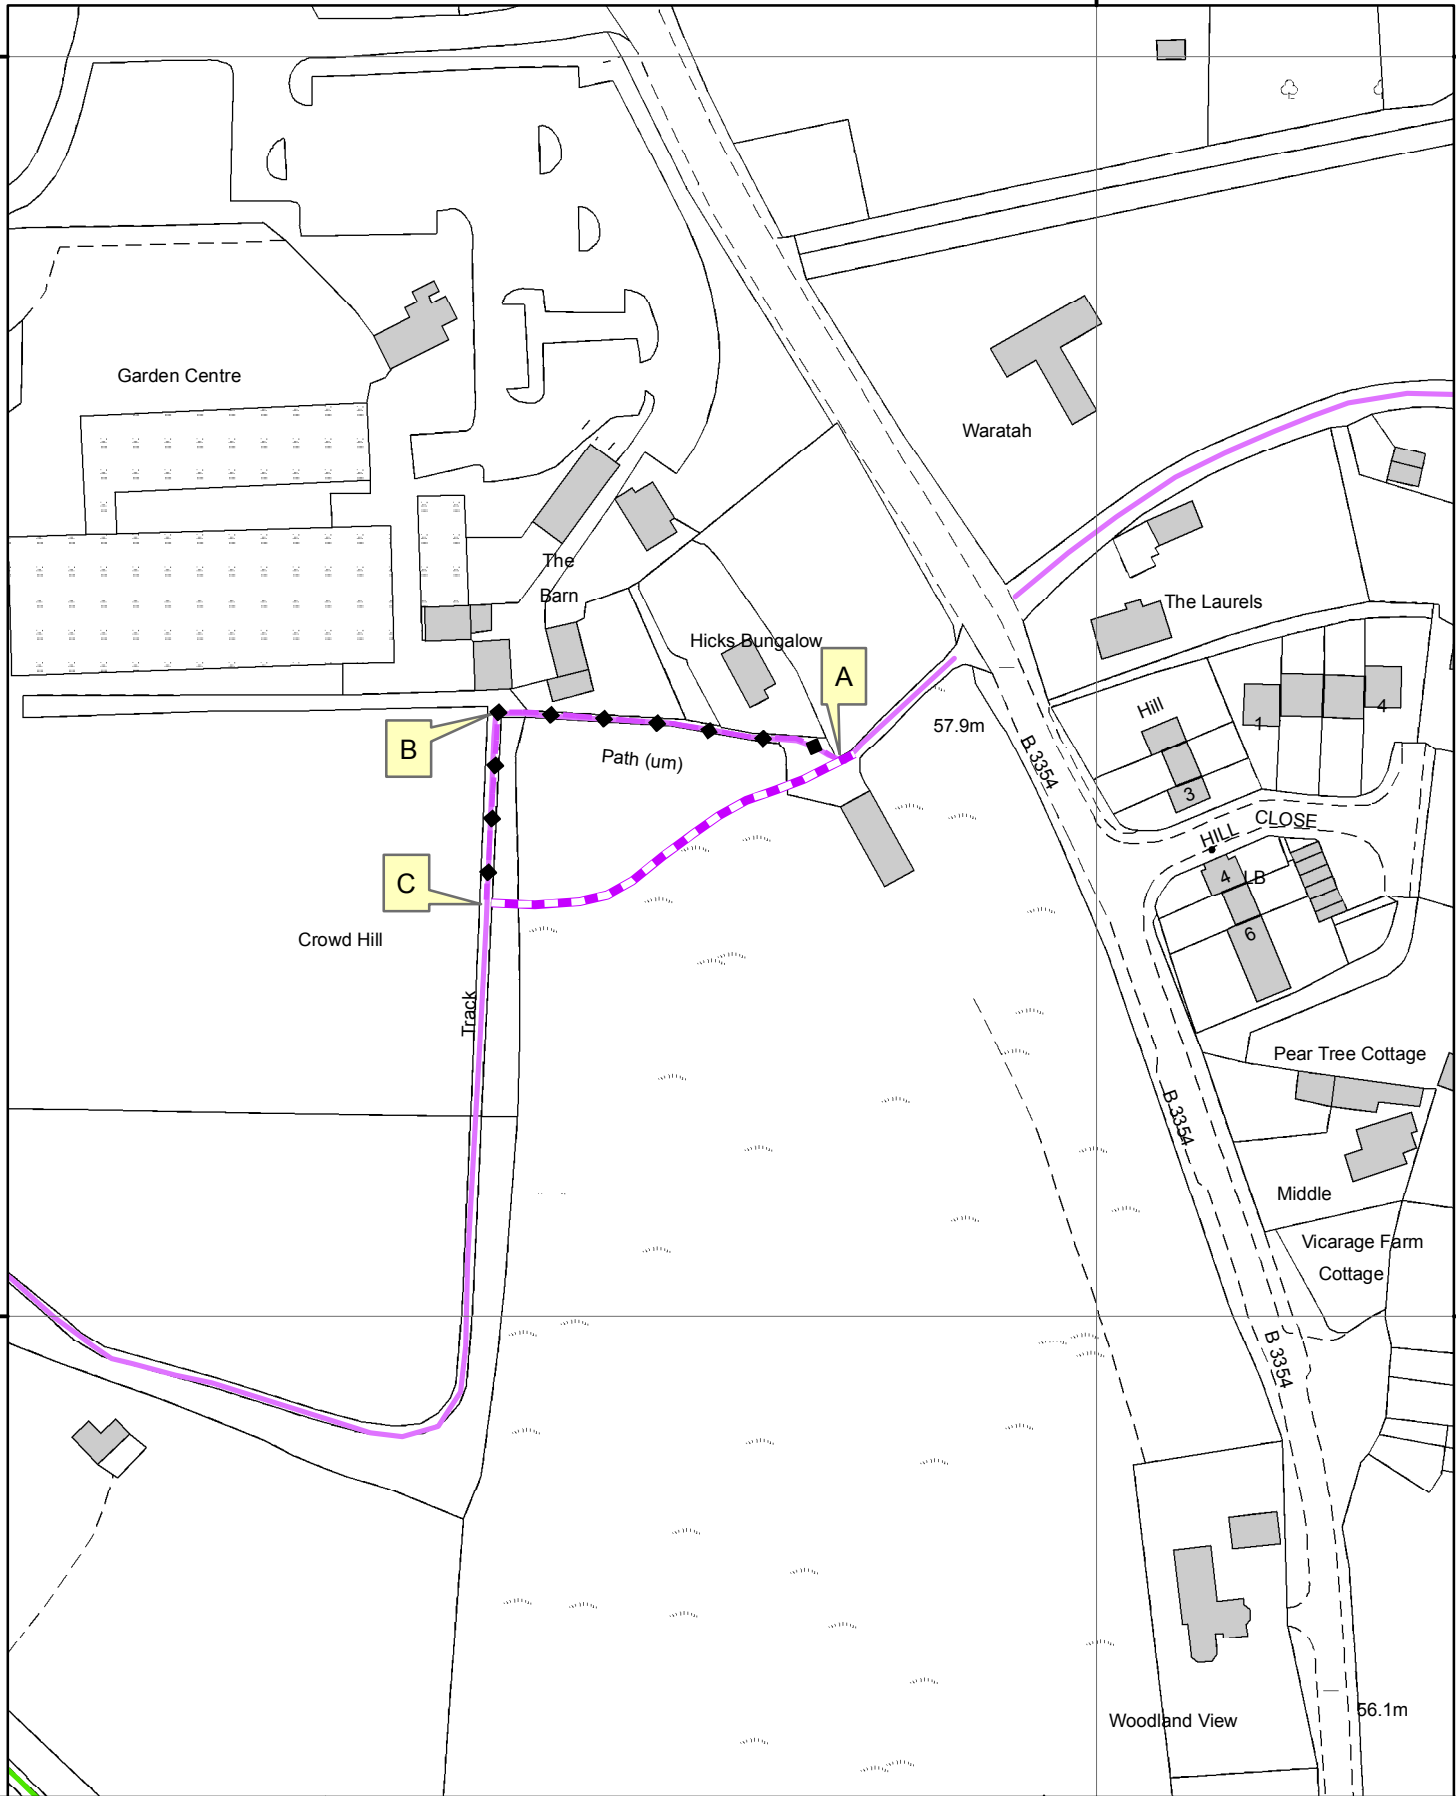 Garden Centre
Waratah
The
Barn
The Laurels
Hicks Bungalow
A
4
Hill
1
B
57.9m
Path (um)
B 3354
3
CLOSE
HILL
C
4
LB
6
Crowd Hill
Track
Pear Tree Cottage
B 3354
Middle
Vicarage Farm
Cottage
B 3354
56.1m
Woodland View